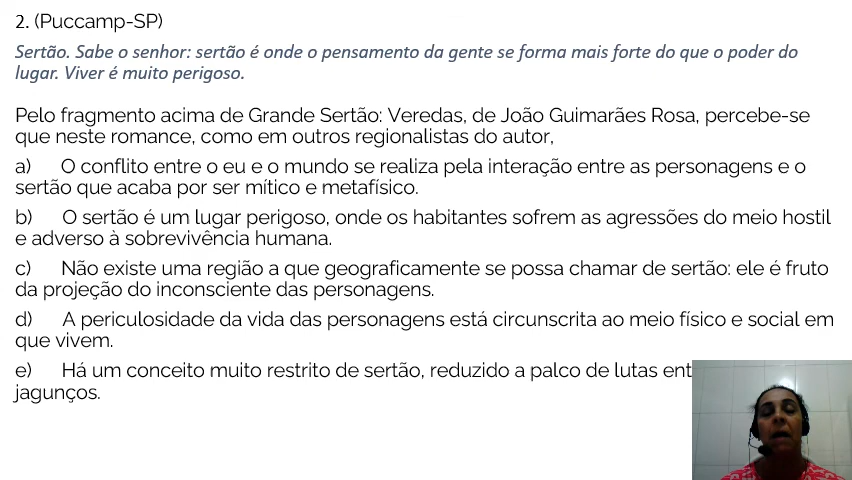 2. (Puccamp-SP)
Sertão. Sabe o senhor: sertão é onde o pensamento da gente se forma mais forte do que o poder do
lugar. Viver é muito perigoso.
Pelo fragmento acima de Grande Sertão: Veredas, de João Guimarães Rosa, percebe-se
que neste romance, como em outros regionalistas do autor,
a) O conflito entre o eu e o mundo se realiza pela interação entre as personagens e o
sertão que acaba por ser mítico e metafísico.
b) O sertão é um lugar perigoso, onde os habitantes sofrem as agressões do meio hostil
e adverso à sobrevivência humana.
c) Não existe uma região a que geograficamente se possa chamar de sertão: ele é fruto
da projeção do inconsciente das personagens.
d) A periculosidade da vida das personagens está circunscrita ao meio físico e social em
que vivem.
e) Há um conceito muito restrito de sertão, reduzido a palco de lutas
jagunços.